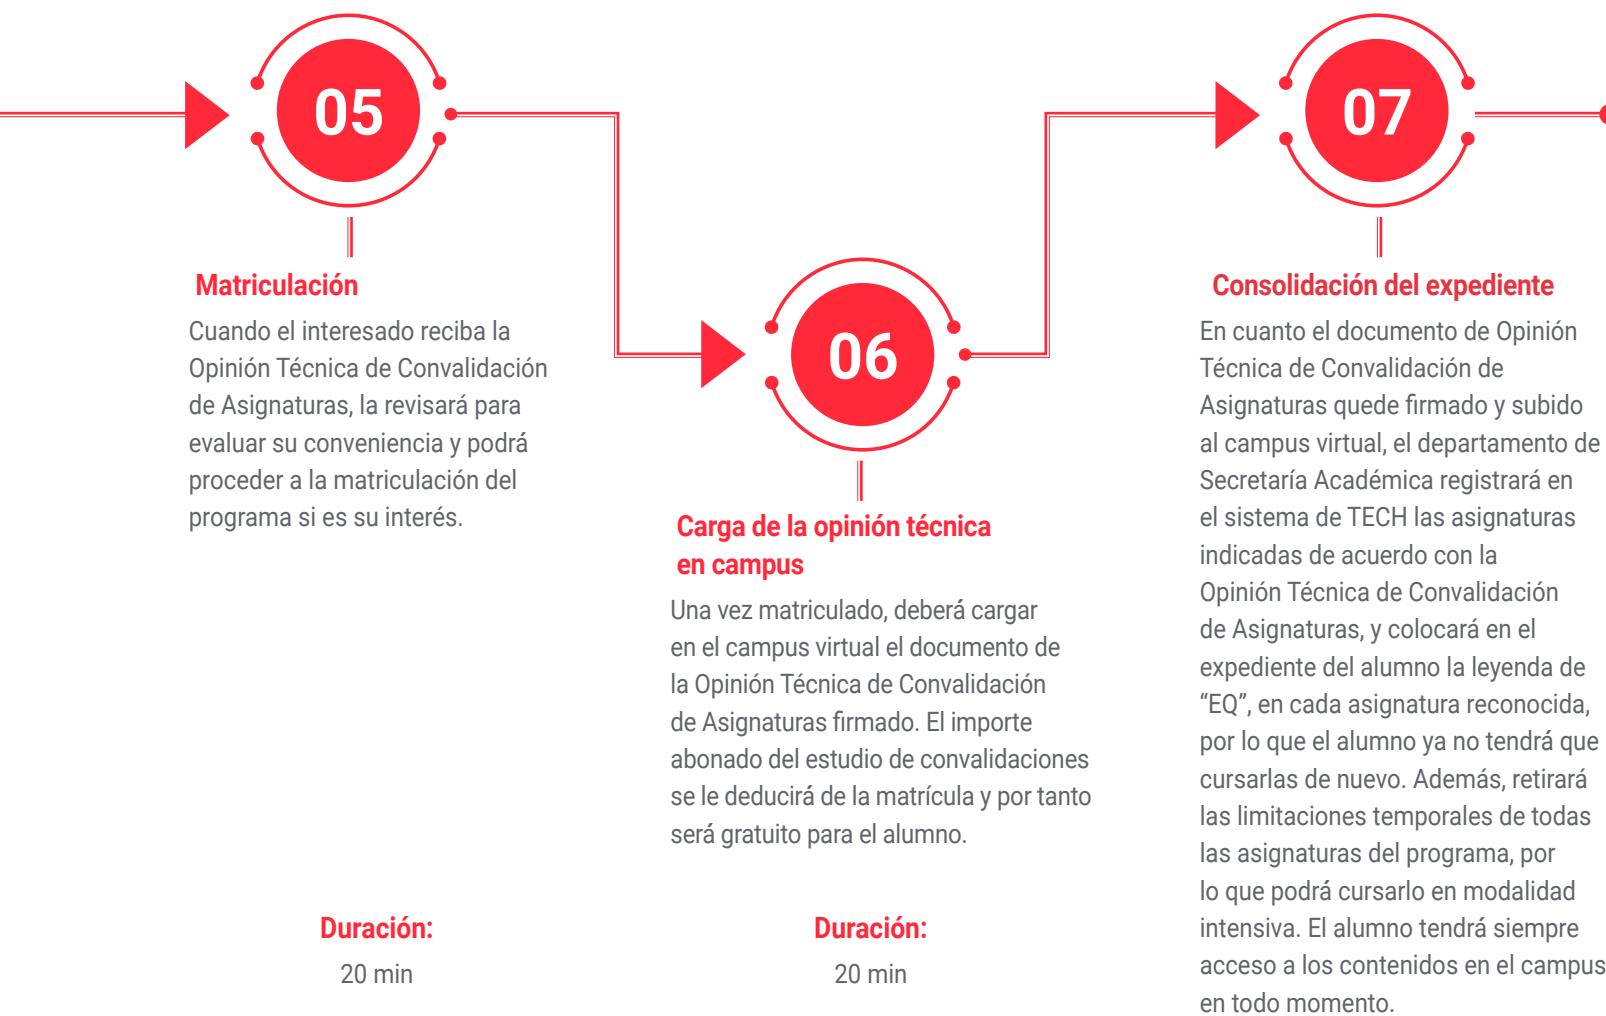 05
Matriculación
Cuando el interesado reciba la
Opinión Técnica de Convalidación
de Asignaturas, la revisará para
evaluar su conveniencia y podrá
proceder a la matriculación del
programa si es su interés.
Duración:
20 min
06
Carga de la opinión técnica
en campus
Una vez matriculado, deberá cargar
en el campus virtual el documento de
la Opinión Técnica de Convalidación
de Asignaturas firmado. El importe
abonado del estudio de convalidaciones
se le deducirá de la matrícula y por tanto
será gratuito para el alumno.
Duración:
20 min
07
Consolidación del expediente
En cuanto el documento de Opinión
Técnica de Convalidación de
Asignaturas quede firmado y subido
al campus virtual, el departamento de
Secretaría Académica registrará en
el sistema de TECH las asignaturas
indicadas de acuerdo con la
Opinión Técnica de Convalidación
de Asignaturas, y colocará en el
expediente del alumno la leyenda de
“EQ”, en cada asignatura reconocida,
por lo que el alumno ya no tendrá que
cursarlas de nuevo. Además, retirará
las limitaciones temporales de todas
las asignaturas del programa, por
lo que podrá cursarlo en modalidad
intensiva. El alumno tendrá siempre
acceso a los contenidos en el campus
en todo momento.